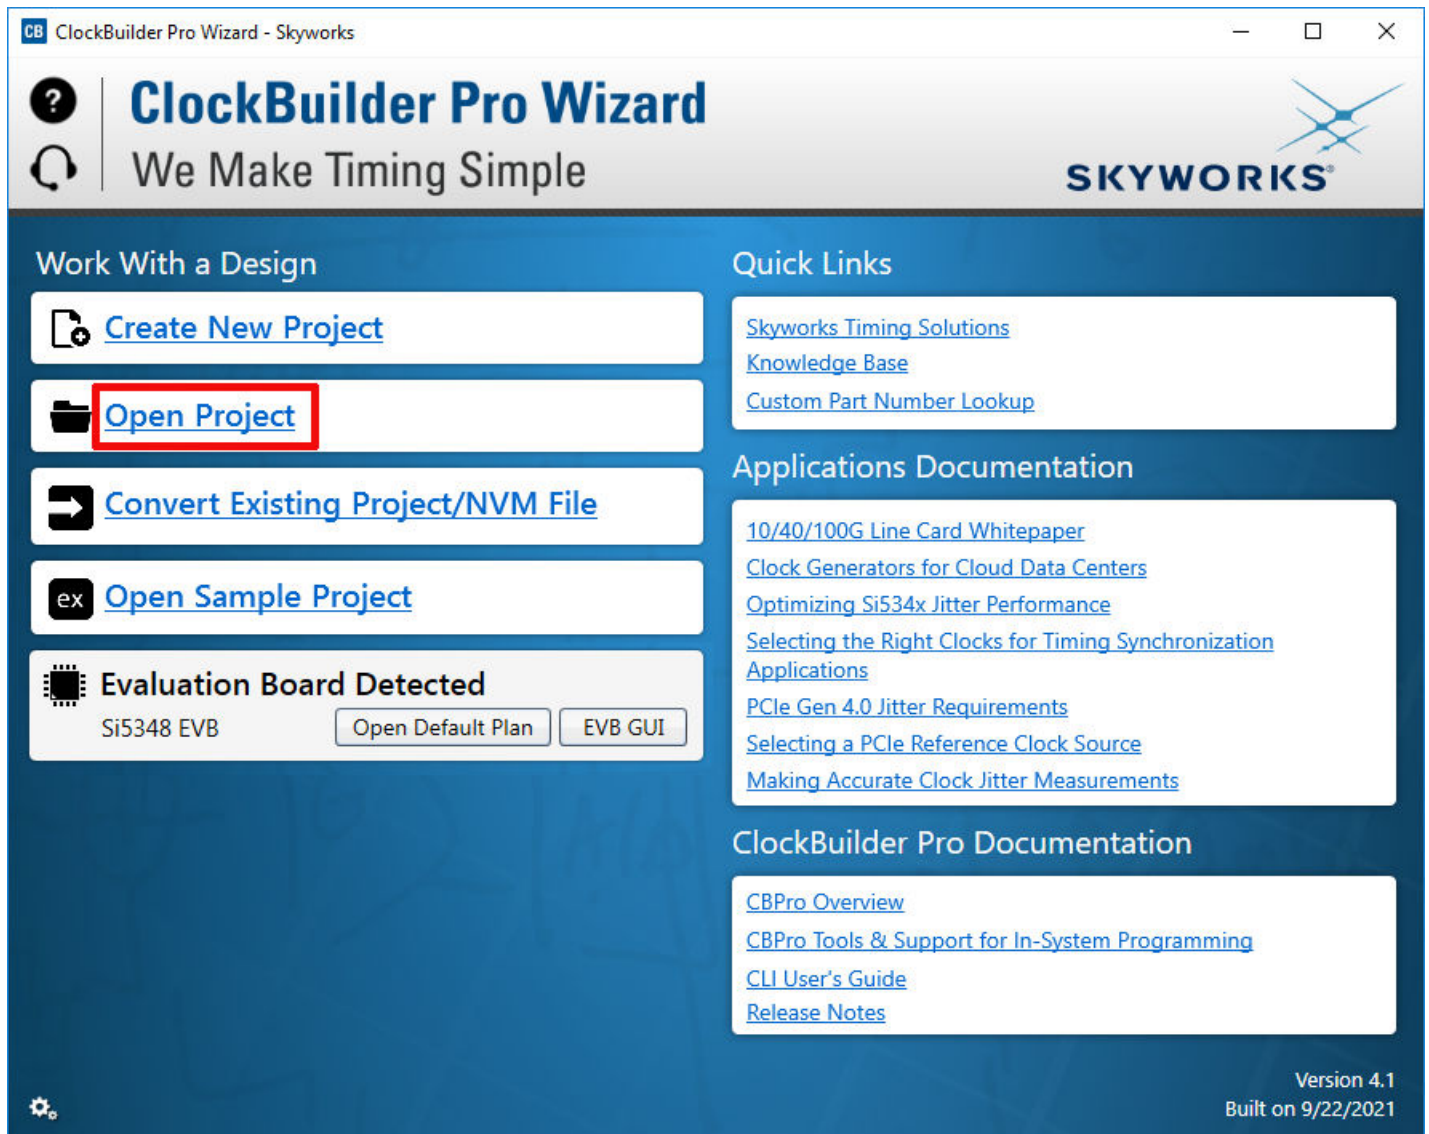 CB ClockBuilder Pro Wizard - Skyworks
?
ClockBuilder Pro Wizard
We Make Timing Simple
SKYWORKS®
Work With a Design
Create New Project
Open Project
Convert Existing Project/NVM File
ex Open Sample Project
Evaluation Board Detected
Si5348 EVB
Open Default Plan
EVB GUI
Quick Links
Skyworks Timing Solutions
Knowledge Base
Custom Part Number Lookup
Applications Documentation
10/40/100G Line Card Whitepaper
Clock Generators for Cloud Data Centers
Optimizing Si534x Jitter Performance
Selecting the Right Clocks for Timing Synchronization
Applications
PCIe Gen 4.0 Jitter Requirements
Selecting a PCIe Reference Clock Source
Making Accurate Clock Jitter Measurements
ClockBuilder Pro Documentation
CBPro Overview
CBPro Tools & Support for In-System Programming
CLI User's Guide
Release Notes
Version 4.1
Built on 9/22/2021